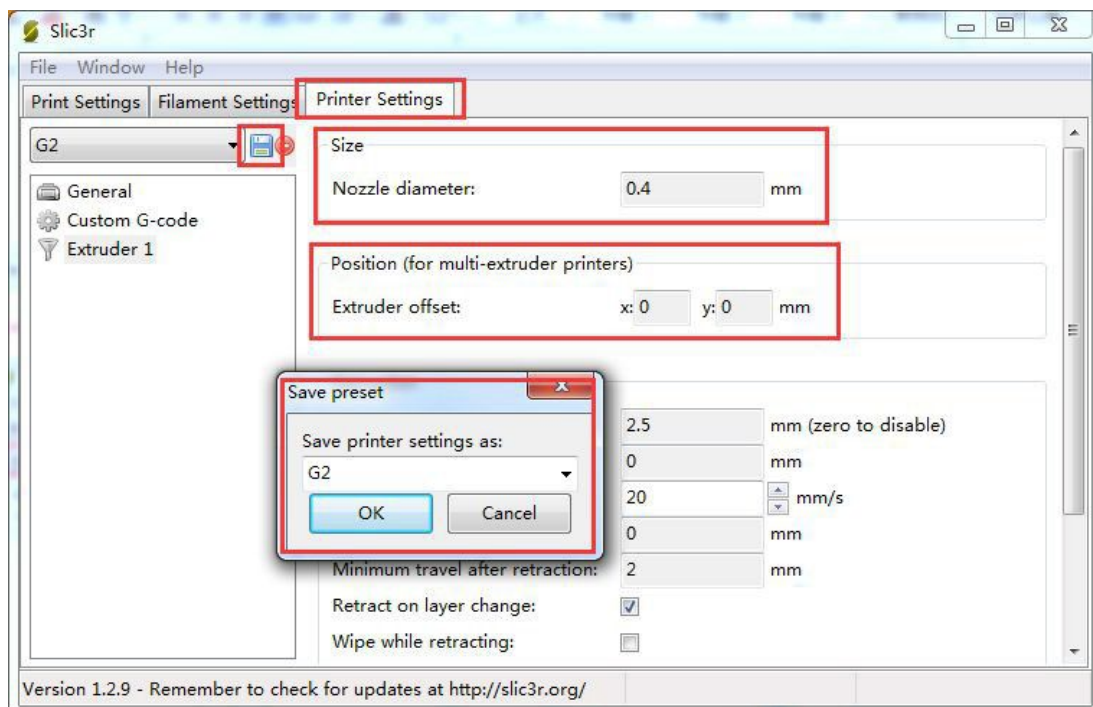 Slic3r
File Window Help
Print Settings Filament Settings Printer Settings
G2
General
Custom G-code
Extruder 1
Size
Nozzle diameter: 0.4 mm
Position (for multi-extruder printers)
Extruder offset: x: 0 y: 0 mm
2.5 mm (zero to disable)
0 mm
20 mm/s
0 mm
Minimum travel after retraction: 2 mm
Retract on layer change:
Wipe while retracting:
Save preset
Save printer settings as:
G2
OK Cancel
Version 1.2.9 - Remember to check for updates at http://slic3r.org/